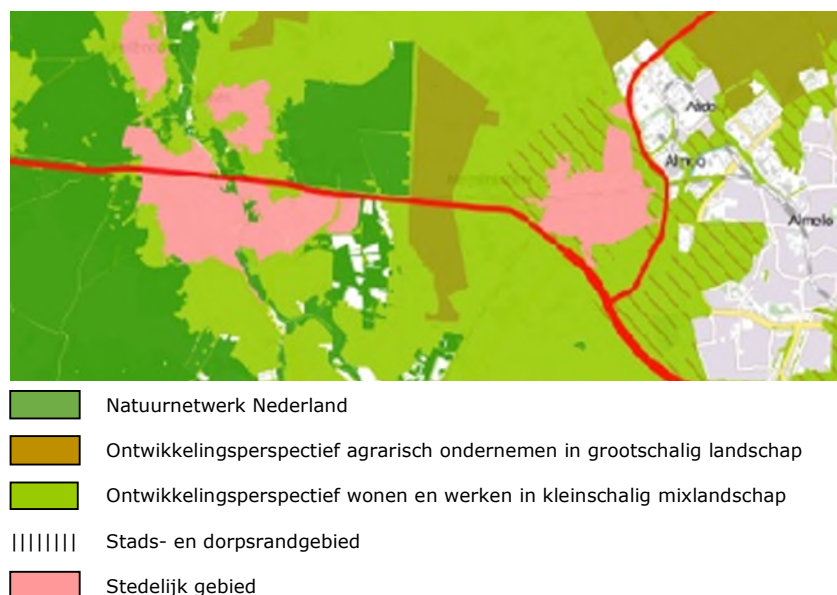 Almelo
Natuurnetwerk Nederland
Ontwikkelingsperspectief agrarisch ondernemen in grootschalig landschap
Ontwikkelingsperspectief wonen en werken in kleinschalig mixlandschap
Stads- en dorpsrandgebied
Stedelijk gebied